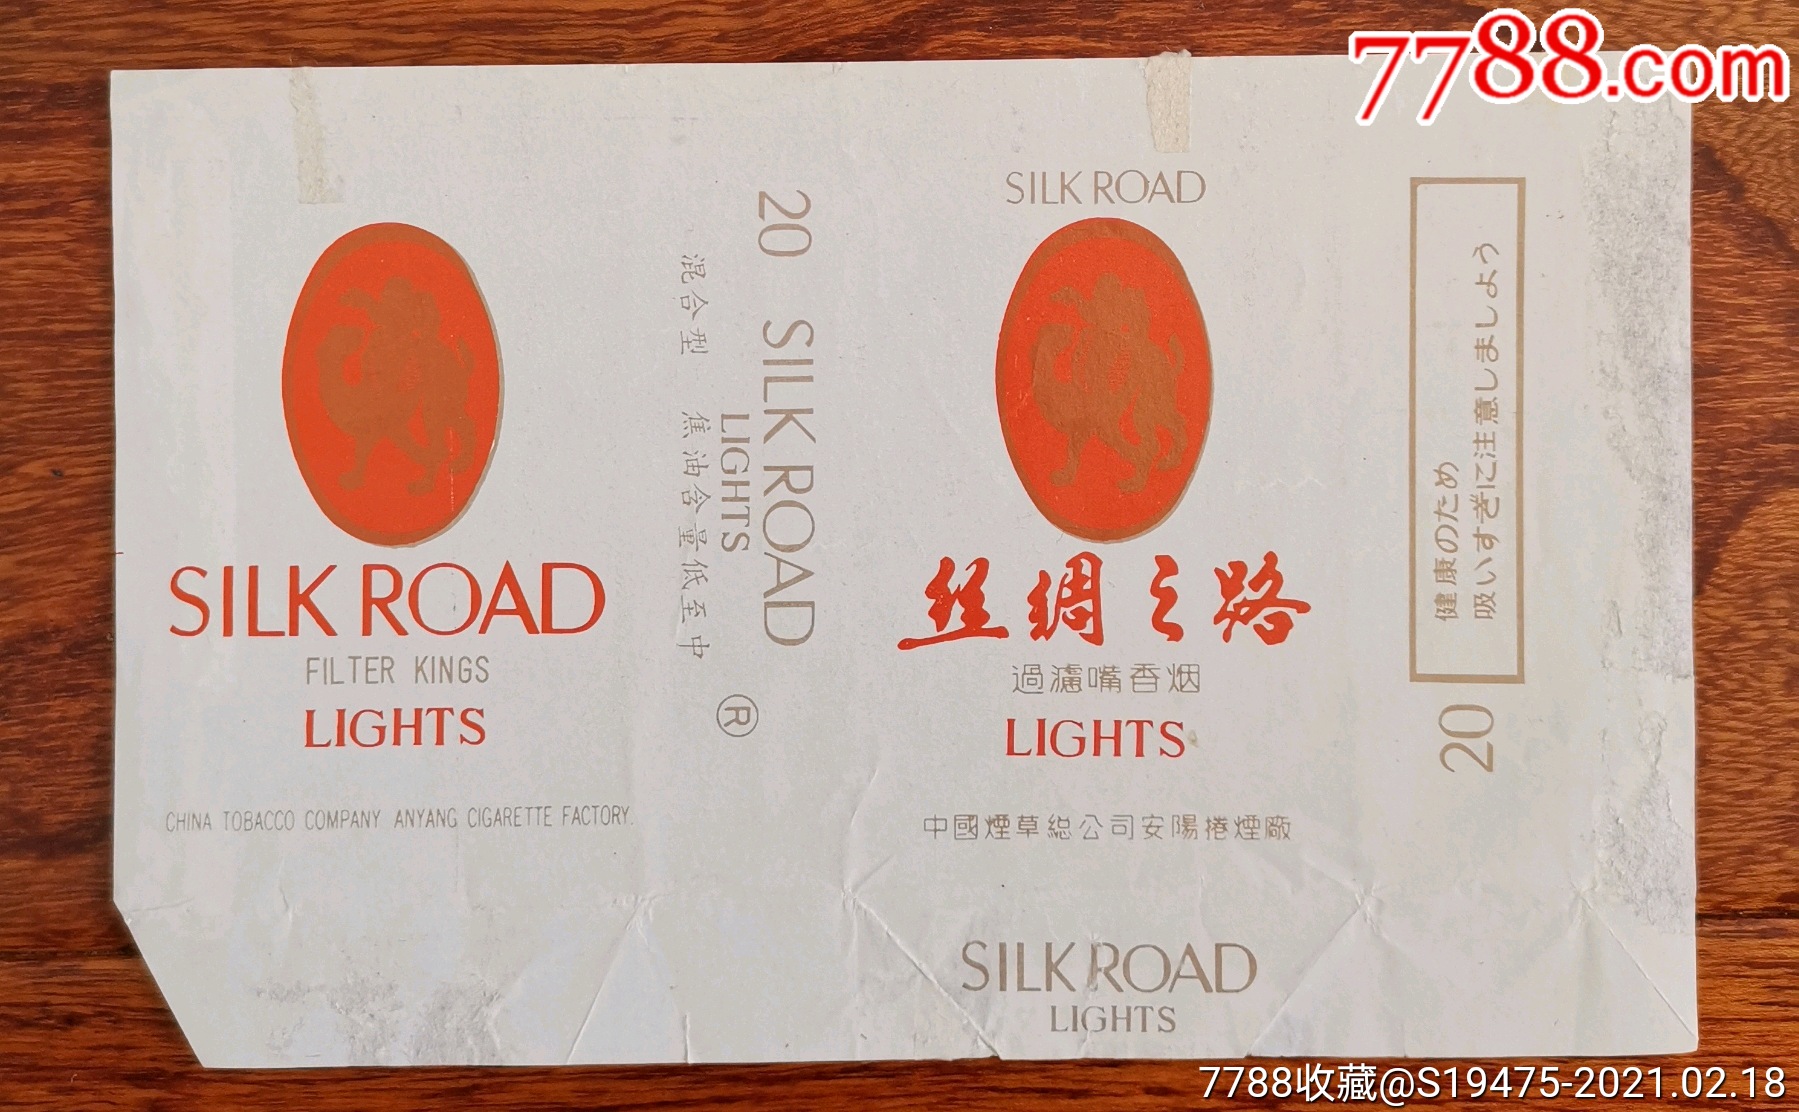 7788.com
SILK ROAD
FILTER KINGS
LIGHTS
CHINA TOBACCO COMPANY ANYANG CIGARETTE FACTORY.
20 SILK ROAD
LIGHTS
混合型 焦油含量低至中
®
SILK ROAD
丝绸之路
過濾嘴香烟
LIGHTS
中國煙草総公司安陽捲煙廠
SILK ROAD
LIGHTS
健康のため
吸いすぎに注意しましよう
20
7788收藏@S19475-2021.02.18